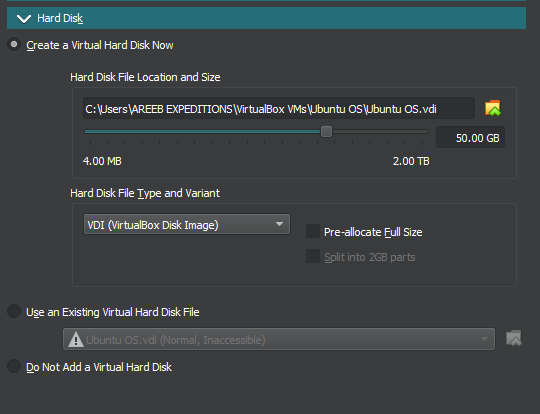 Hard Disk
Create a Virtual Hard Disk Now
Hard Disk File Location and Size
C:\Users\AREEB EXPEDITIONS\VirtualBox VMs\Ubuntu OS\Ubuntu OS.vdi
50.00 GB
4.00 MB 2.00 TB
Hard Disk File Type and Variant
VDI (VirtualBox Disk Image)
Pre-allocate Full Size
Split into 2GB parts
Use an Existing Virtual Hard Disk File
Ubuntu OS.vdi (Normal, Inaccessible)
Do Not Add a Virtual Hard Disk